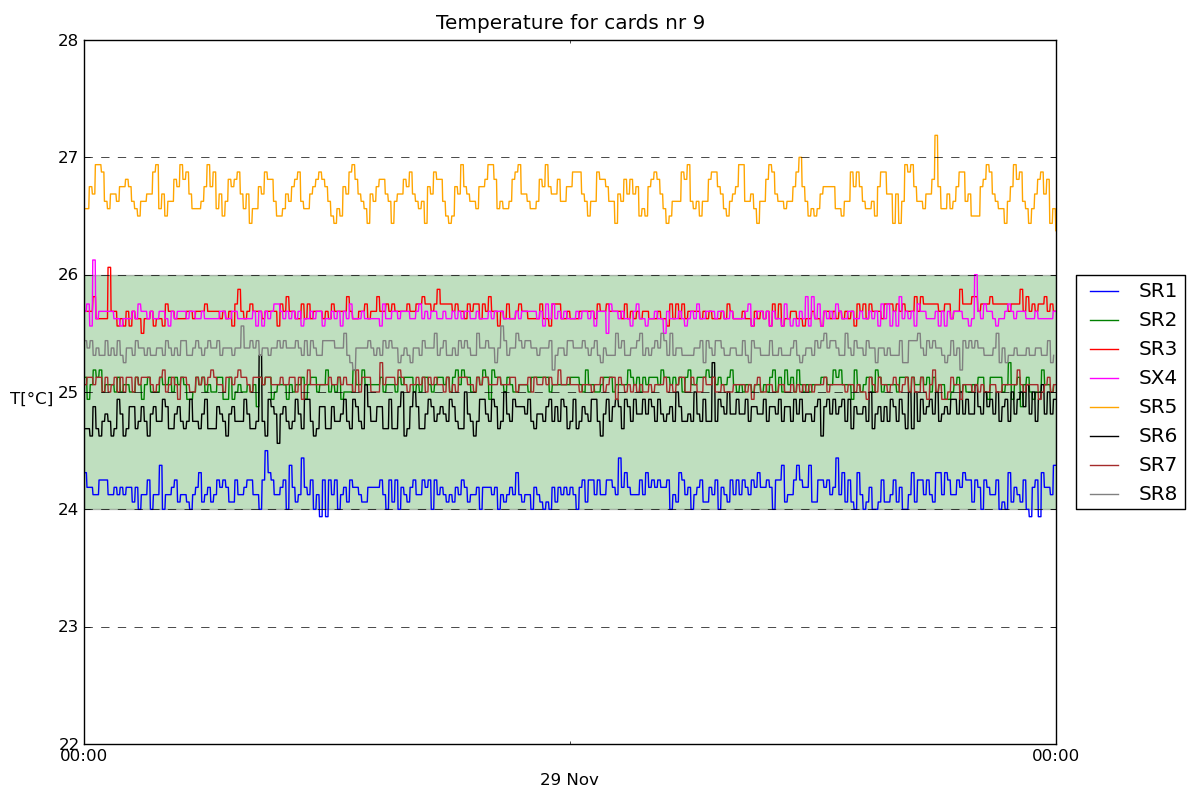 Temperature for cards nr 9
28
27
26
25
24
23
22
T[°C]
00:00
00:00
29 Nov
SR1
SR2
SR3
SX4
SR5
SR6
SR7
SR8